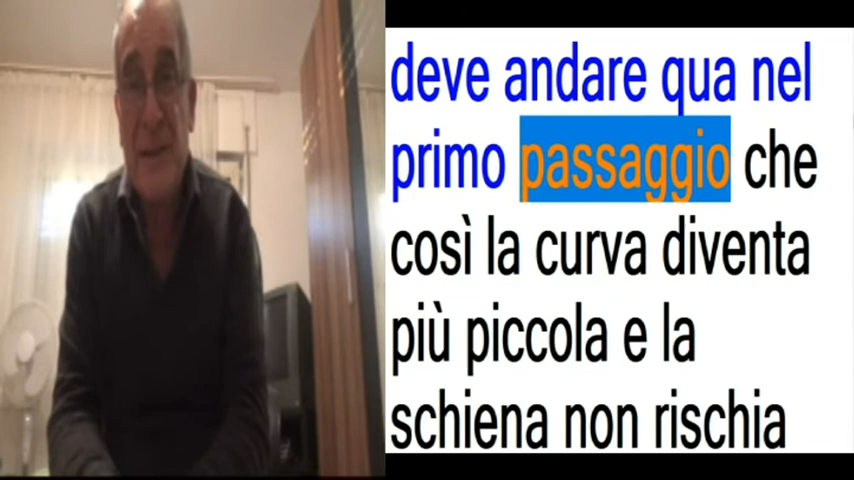 deve andare qua nel
primo passaggio che
così la curva diventa
più piccola e la
schiena non rischia